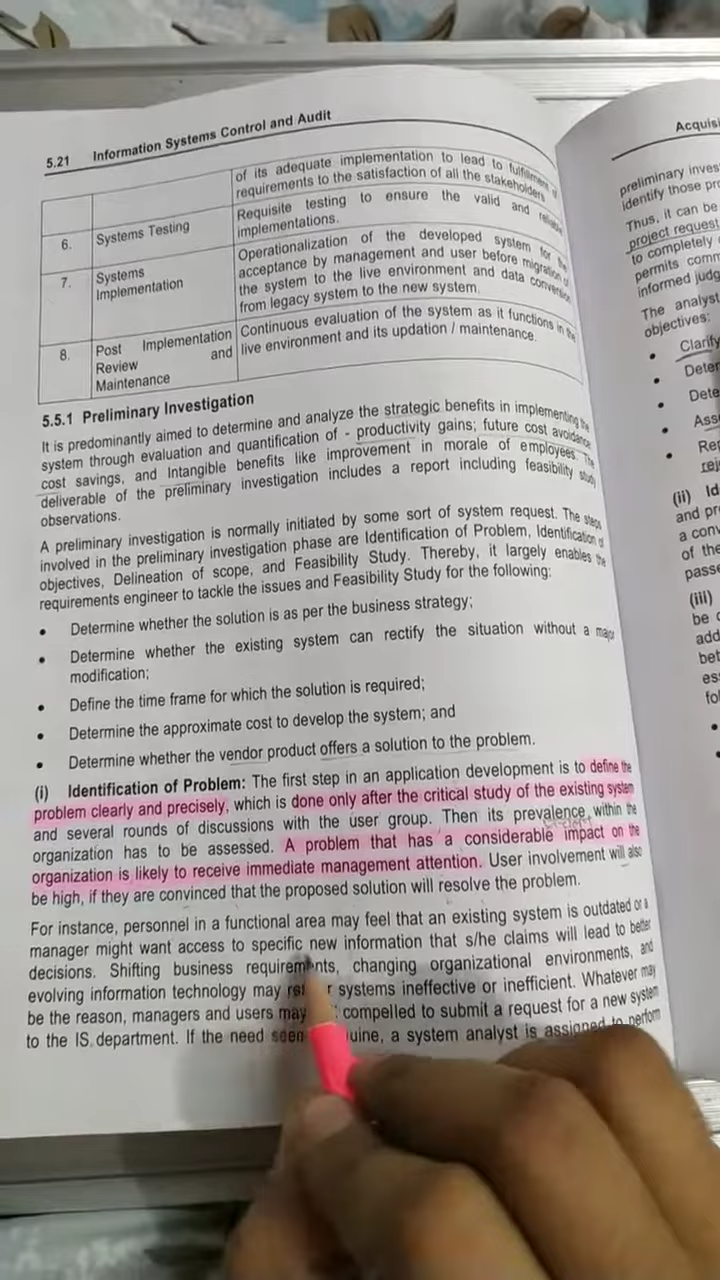 5.21 Information Systems Control and Audit
of its adequate implementation to lead to fulfillment of
requirements to the satisfaction of all the stakeholders.
6. Systems Testing
Requisite testing to ensure the valid and reliable
implementations.
7. Systems
Implementation
Operationalization of the developed system for the
acceptance by management and user before migration of
the system to the live environment and data conversion
from legacy system to the new system.
8. Post Implementation
Review and
Maintenance
Continuous evaluation of the system as it functions in the
live environment and its updation / maintenance.
5.5.1 Preliminary Investigation
It is predominantly aimed to determine and analyze the strategic benefits in implementing the
system through evaluation and quantification of - productivity gains; future cost avoidance;
cost savings, and Intangible benefits like improvement in morale of employees. The
deliverable of the preliminary investigation includes a report including feasibility study
observations.
A preliminary investigation is normally initiated by some sort of system request. The steps
involved in the preliminary investigation phase are Identification of Problem, Identification of
objectives, Delineation of scope, and Feasibility Study. Thereby, it largely enables the
requirements engineer to tackle the issues and Feasibility Study for the following:
• Determine whether the solution is as per the business strategy;
• Determine whether the existing system can rectify the situation without a major
modification;
• Define the time frame for which the solution is required;
• Determine the approximate cost to develop the system; and
• Determine whether the vendor product offers a solution to the problem.
(i) Identification of Problem: The first step in an application development is to define the
problem clearly and precisely, which is done only after the critical study of the existing system
and several rounds of discussions with the user group. Then its prevalence within the
organization has to be assessed. A problem that has a considerable impact on the
organization is likely to receive immediate management attention. User involvement will also
be high, if they are convinced that the proposed solution will resolve the problem.
For instance, personnel in a functional area may feel that an existing system is outdated or a
manager might want access to specific new information that s/he claims will lead to better
decisions. Shifting business requirements, changing organizational environments, and
evolving information technology may systems ineffective or inefficient. Whatever may
be the reason, managers and users may compelled to submit a request for a new system
to the IS department. If the need a system analyst is assigned to perform
Acquisi
preliminary inves
identify those pr
Thus, it can be
project request
to completely
permits comm
informed judg
The analyst
objectives:
• Clarify
• Deter
• Dete
• Ass
• Rep
rej
(ii) Id
and pr
a conv
of the
passe
(iii)
be
add
bet
es
fo